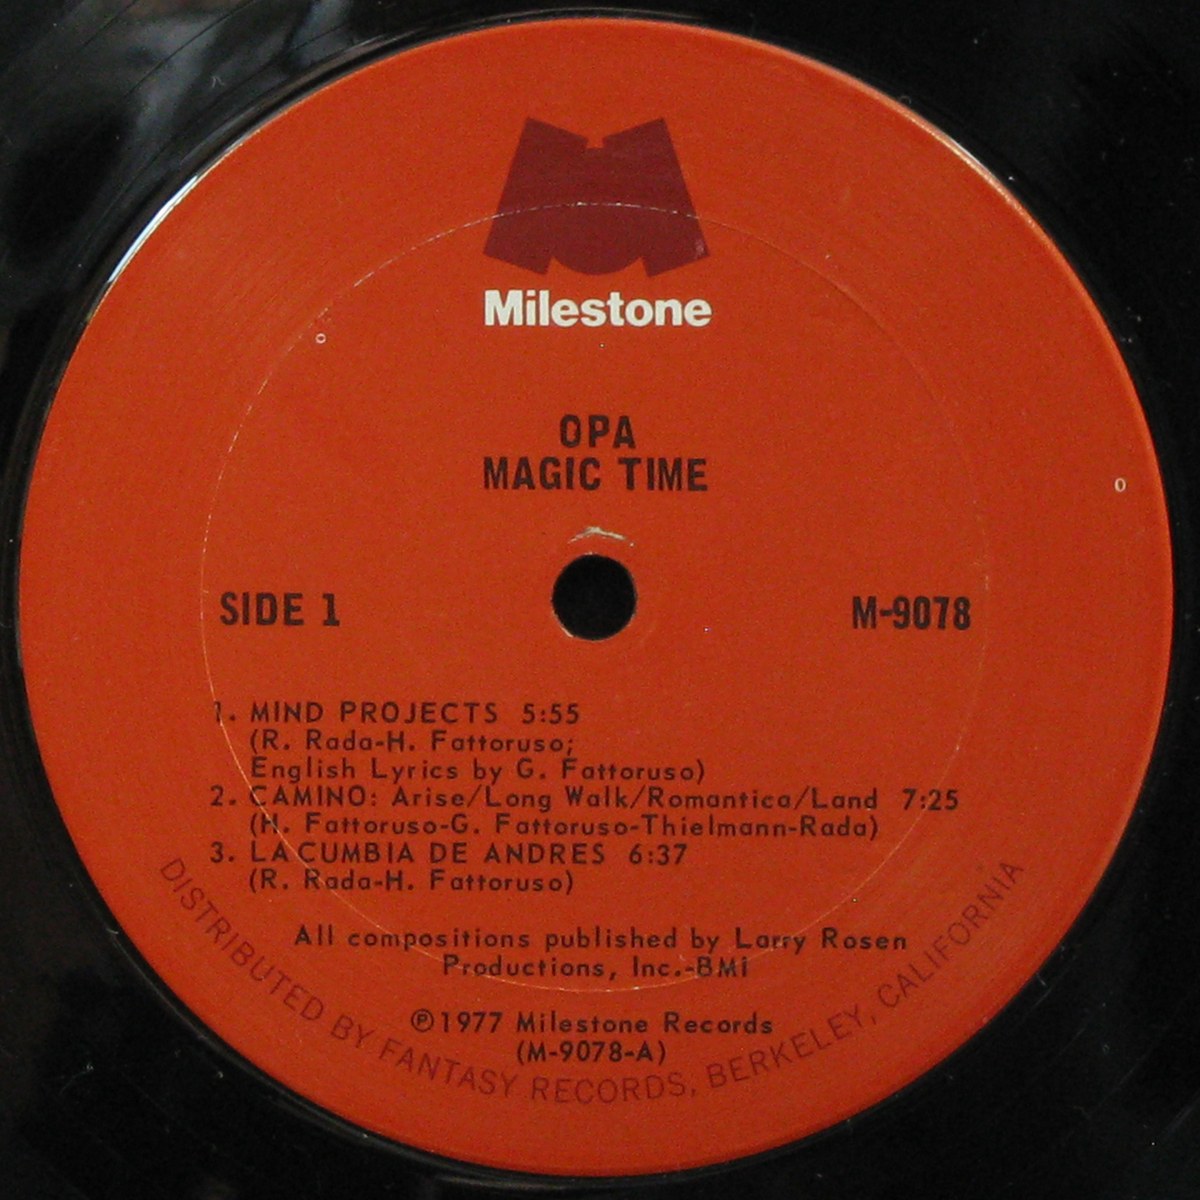 Milestone
OPA
MAGIC TIME
SIDE 1
M-9078
1. MIND PROJECTS 5:55
(R. Rada-H. Fattoruso;
English Lyrics by G. Fattoruso)
2. CAMINO: Arise/Long Walk/Romantica/Land 7:25
(H. Fattoruso-G. Fattoruso-Thielmann-Rada)
3. LA CUMBIA DE ANDRES 6:37
(R. Rada-H. Fattoruso)
All compositions published by Larry Rosen
Productions, Inc.-BMI
℗1977 Milestone Records
(M-9078-A)
DISTRIBUTED BY FANTASY RECORDS, BERKELEY, CALIFORNIA